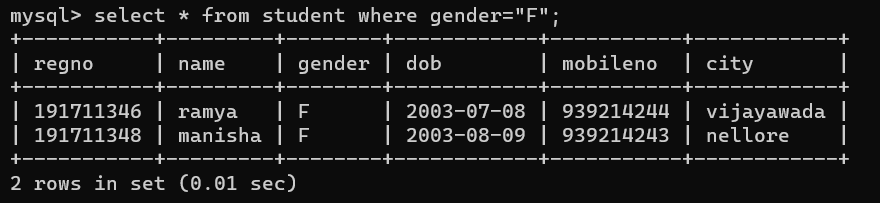 mysql> select * from student where gender="F";
+-----------+---------+--------+------------+-----------+------------+
| regno     | name    | gender | dob        | mobileno  | city       |
+-----------+---------+--------+------------+-----------+------------+
| 191711346 | ramya   | F      | 2003-07-08 | 939214244 | vijayawada |
| 191711348 | manisha | F      | 2003-08-09 | 939214243 | nellore    |
+-----------+---------+--------+------------+-----------+------------+
2 rows in set (0.01 sec)